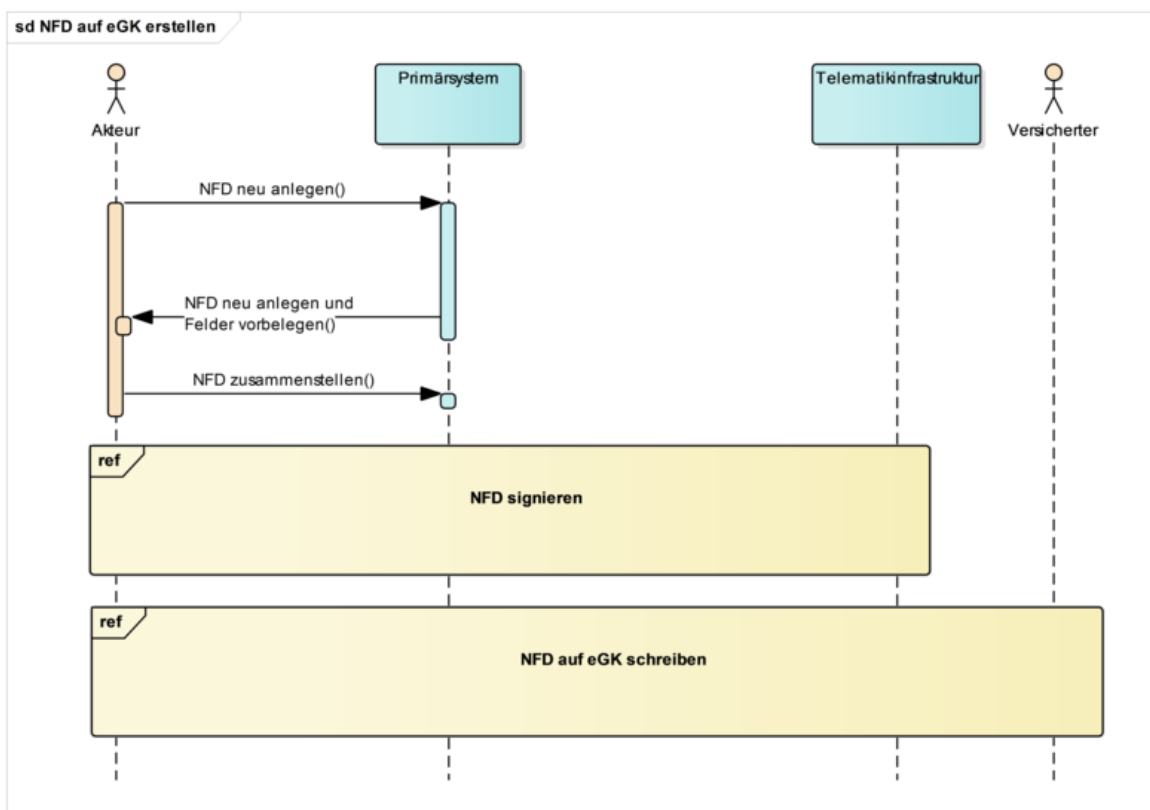 sd NFD auf eGK erstellen
Primärsystem
Telematikinfrastruktur
Akteur
Versicherter
NFD neu anlegen()
NFD neu anlegen und
Felder vorbelegen()
NFD zusammenstellen()
ref
NFD signieren
ref
NFD auf eGK schreiben